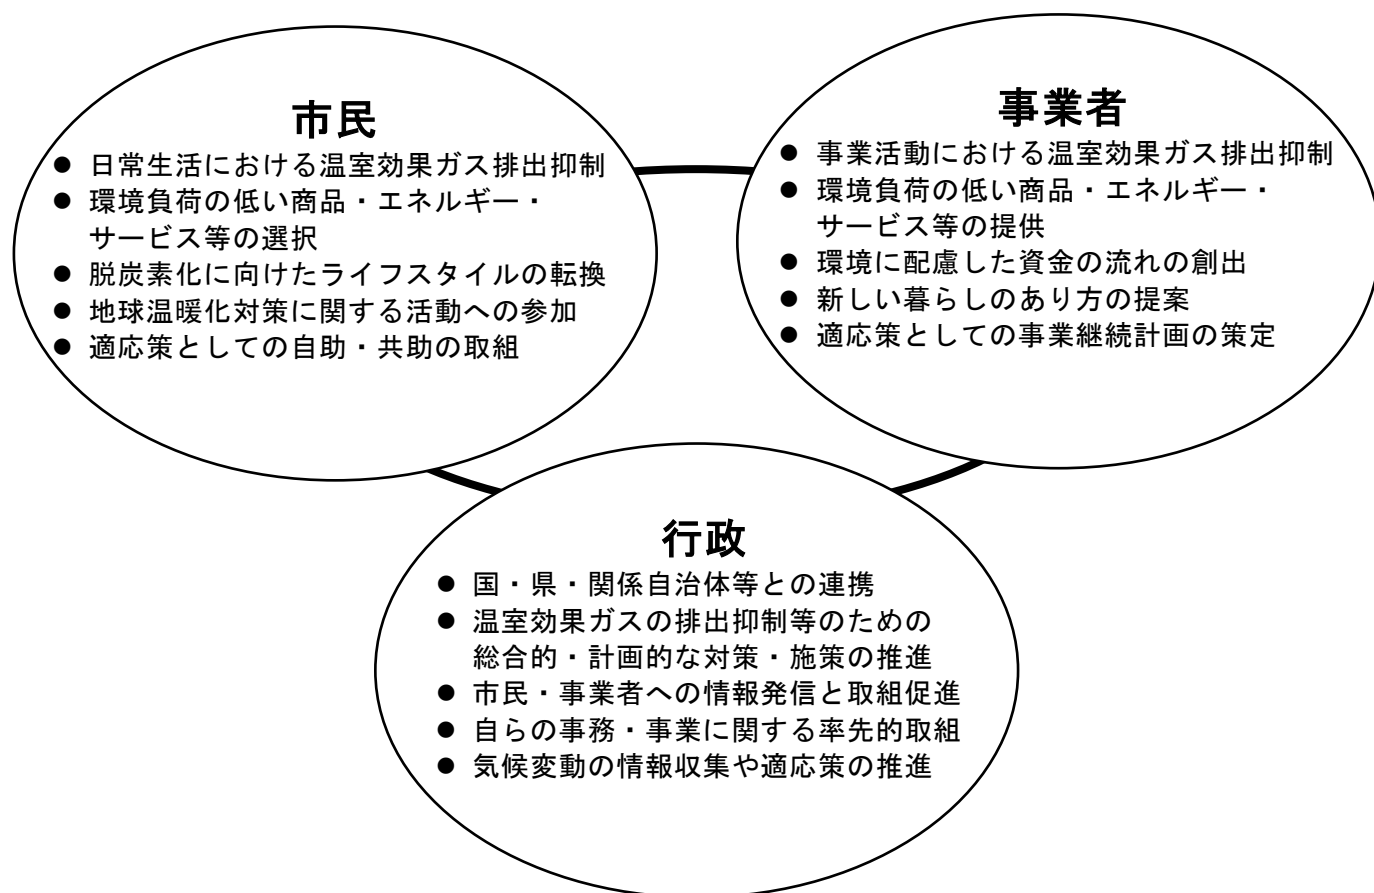 市民
● 日常生活における温室効果ガス排出抑制
● 環境負荷の低い商品・エネルギー・
サービス等の選択
● 脱炭素化に向けたライフスタイルの転換
● 地球温暖化対策に関する活動への参加
● 適応策としての自助・共助の取組
事業者
● 事業活動における温室効果ガス排出抑制
● 環境負荷の低い商品・エネルギー・
サービス等の提供
● 環境に配慮した資金の流れの創出
● 新しい暮らしのあり方の提案
● 適応策としての事業継続計画の策定
行政
● 国・県・関係自治体等との連携
● 温室効果ガスの排出抑制等のための
総合的・計画的な対策・施策の推進
● 市民・事業者への情報発信と取組促進
● 自らの事務・事業に関する率先的取組
● 気候変動の情報収集や適応策の推進